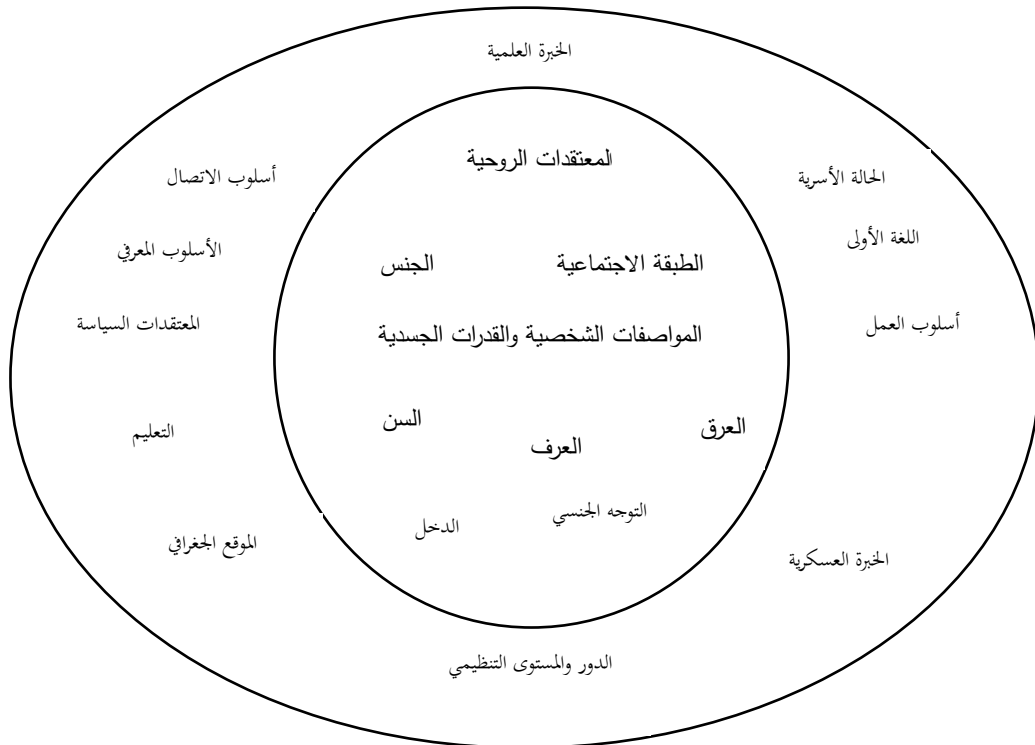 الخبرة العلمية
المعتقدات الروحية
الحالة الأسرية
أسلوب الاتصال
اللغة الأولى
الأسلوب المعرفي
الطبقة الاجتماعية
الجنس
أسلوب العمل
المعتقدات السياسة
المواصفات الشخصية والقدرات الجسدية
العرق
السن
العرف
التعليم
التوجه الجنسي
الدخل
الموقع الجغرافي
الخبرة العسكرية
الدور والمستوى التنظيمي